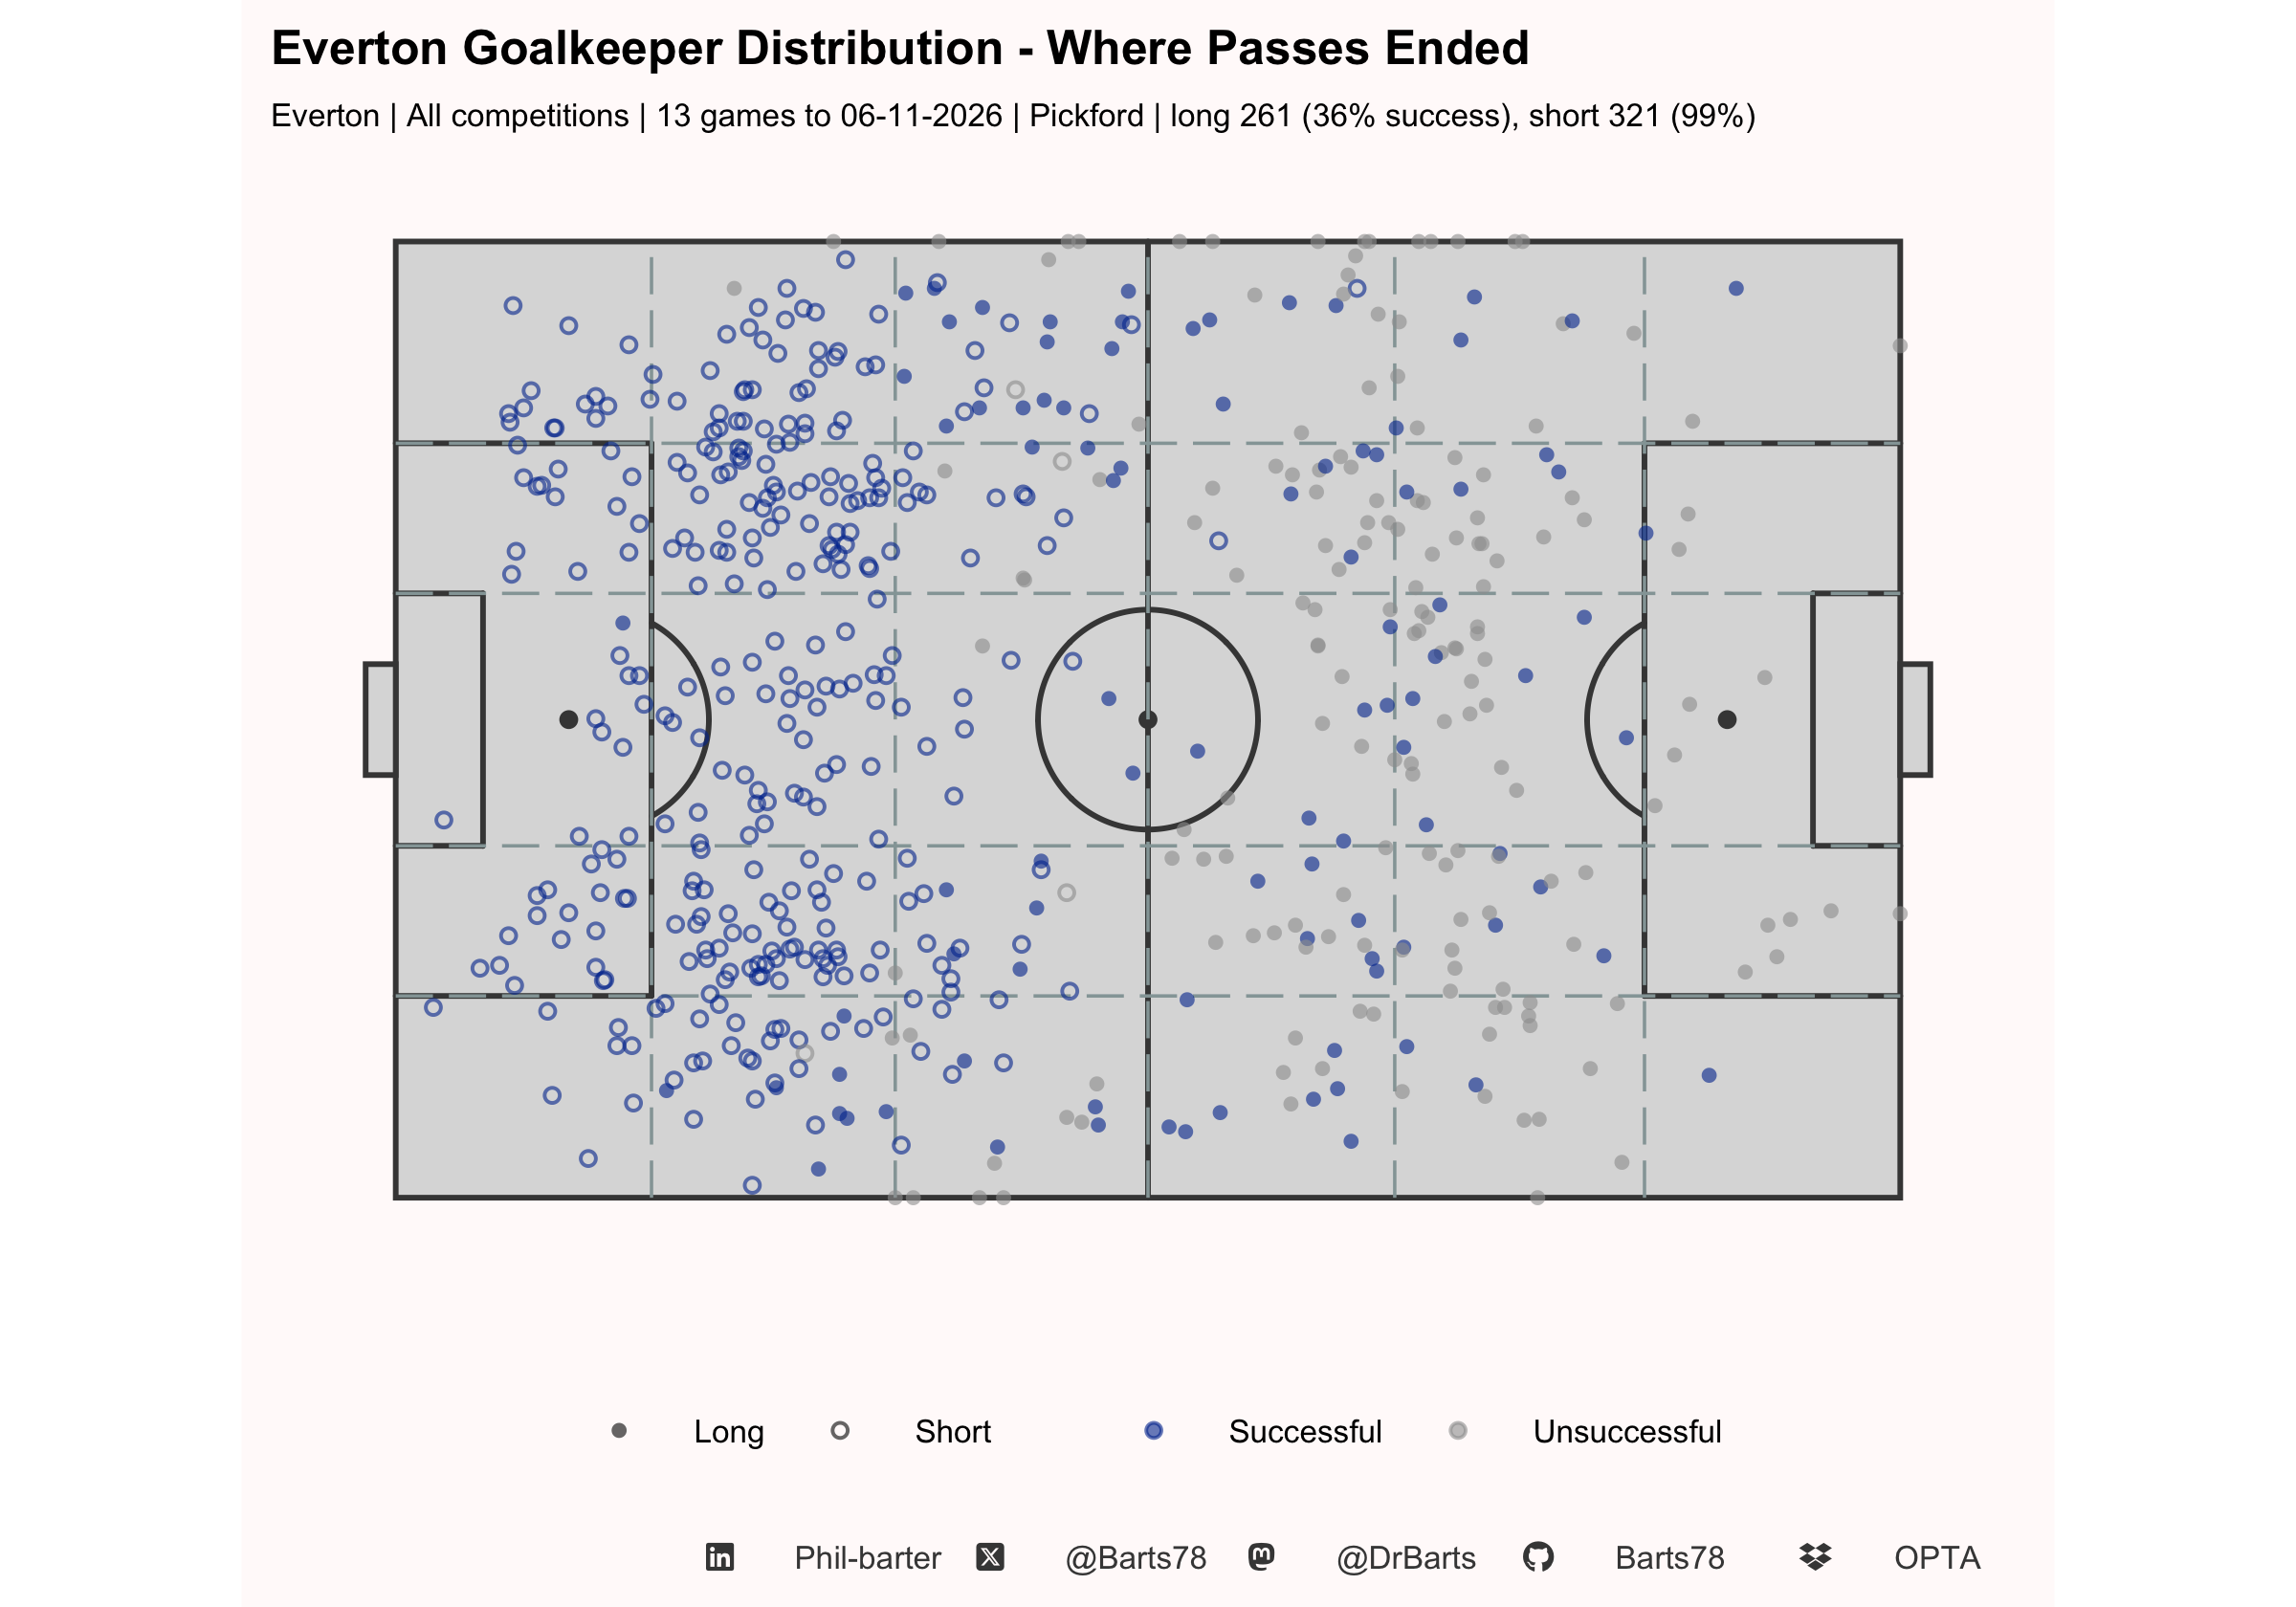 Everton Goalkeeper Distribution - Where Passes Ended
Everton | All competitions | 13 games to 06-11-2026 | Pickford | long 261 (36% success), short 321 (99%)
Long Short Successful Unsuccessful
Phil-barter @Barts78 @DrBarts Barts78 OPTA